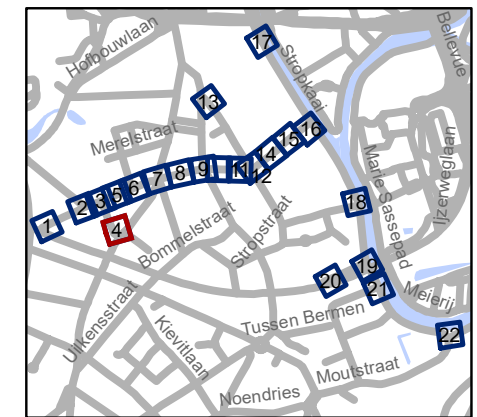 Hofbouwlaan
Stropkaai
Bellevue
Merelstraat
Marie Sassepad
Ijzerweglaan
Bommelstraat
Stropstraat
Uilkensstraat
Kievitlaan
Tussen Bermen
Meierij
Moutstraat
Noendries
1
2
3
4
5
6
7
8
9
11
12
13
14
15
16
17
18
19
20
21
22